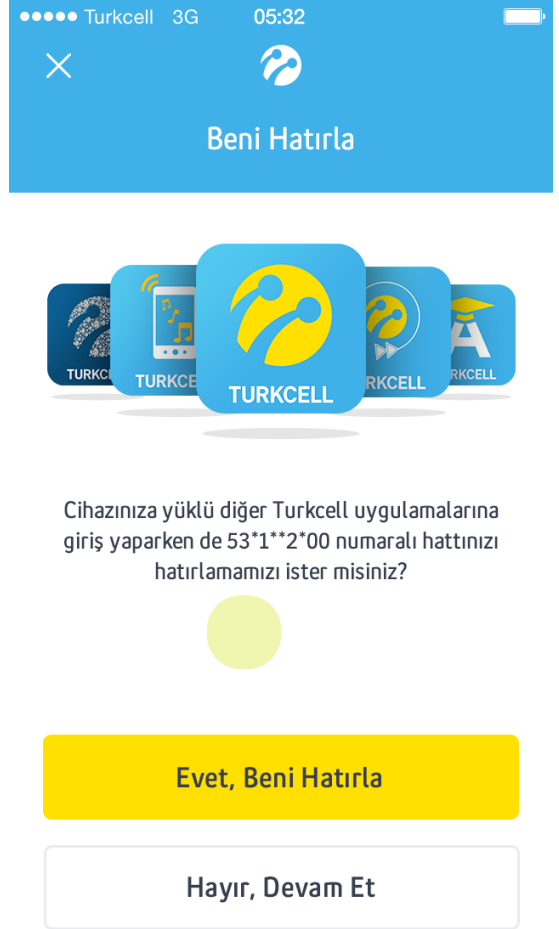 Turkcell 3G 05:32
Beni Hatırla
TURKCELL
TURKCE
TURKCELL
RKCELL
RKCELL
Cihazınıza yüklü diğer Turkcell uygulamalarına
giriş yaparken de 53*1**2*00 numaralı hattınızı
hatırlamamızı ister misiniz?
Evet, Beni Hatırla
Hayır, Devam Et